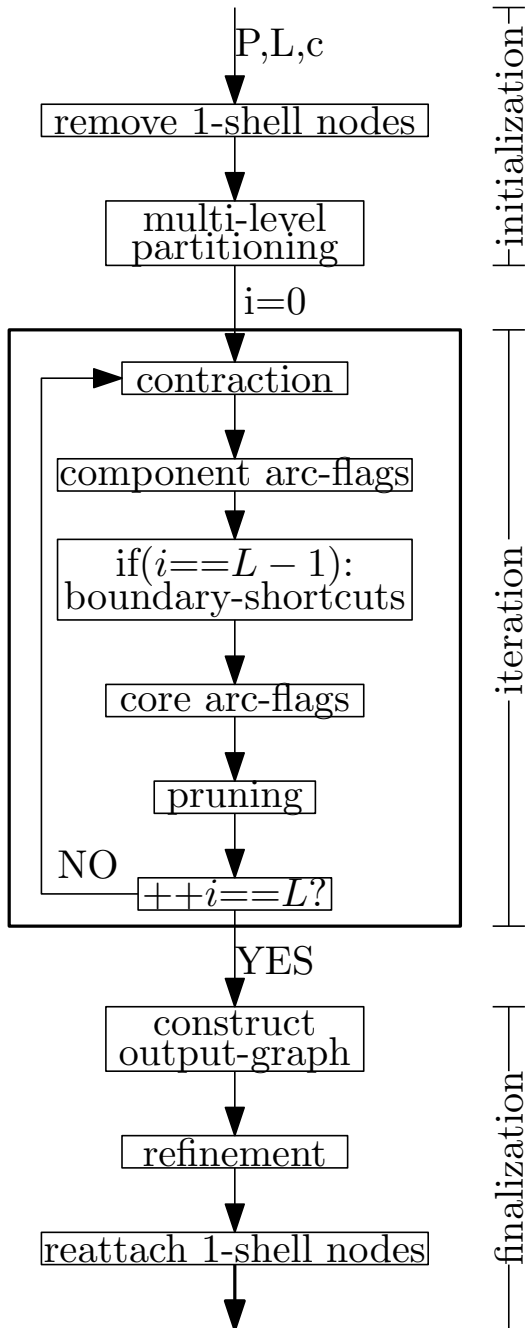 P,L,c
remove 1-shell nodes
multi-level
partitioning
initialization
i=0
contraction
component arc-flags
if(i==L − 1):
boundary-shortcuts
core arc-flags
pruning
NO
++i==L?
iteration
YES
construct
output-graph
refinement
reattach 1-shell nodes
finalization